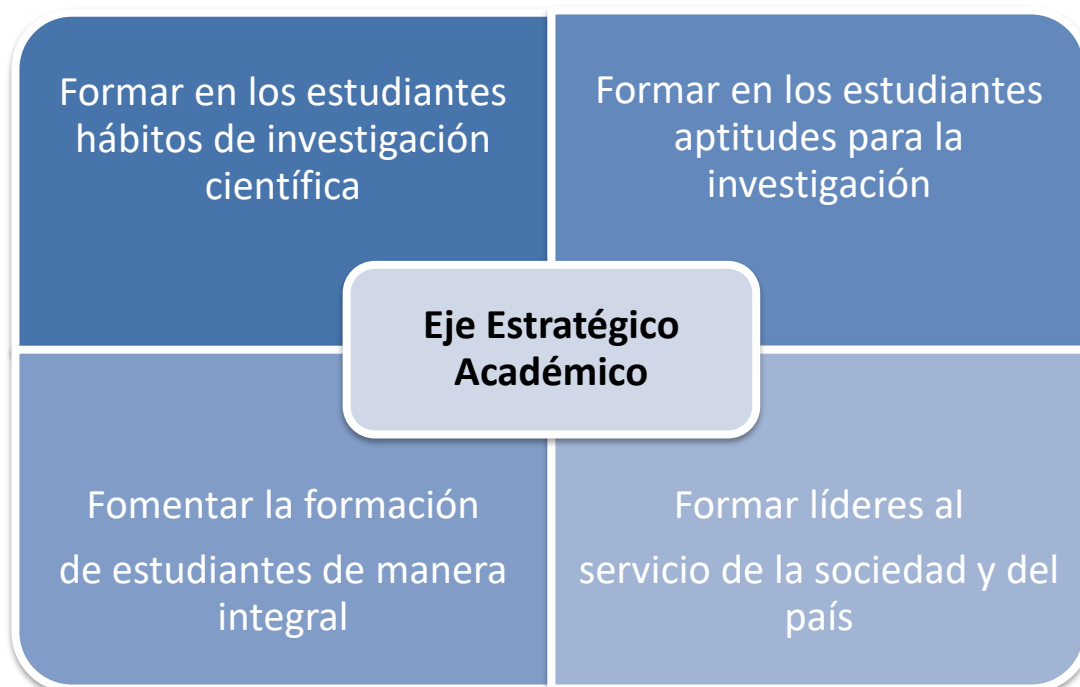 Formar en los estudiantes
hábitos de investigación
científica
Formar en los estudiantes
aptitudes para la
investigación
Eje Estratégico
Académico
Fomentar la formación
de estudiantes de manera
integral
Formar líderes al
servicio de la sociedad y del
país